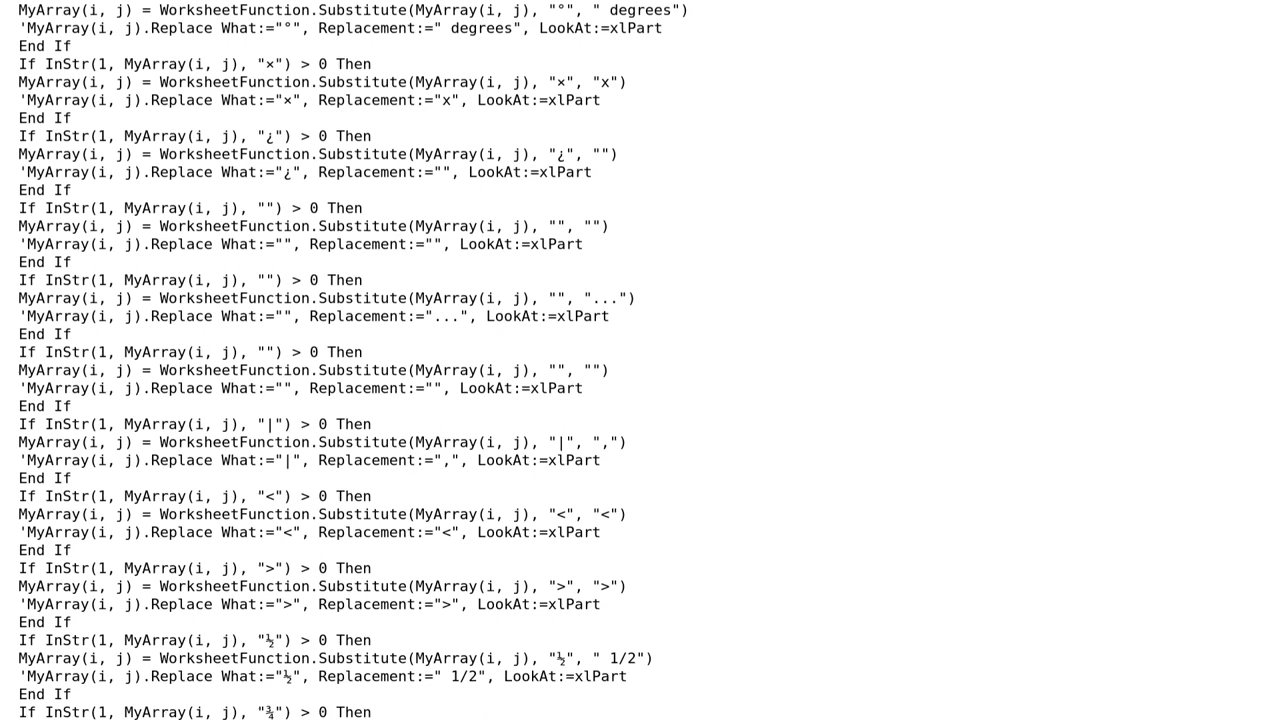 MyArray(i, j) = WorksheetFunction.Substitute(MyArray(i, j), "°", " degrees")
'MyArray(i, j).Replace What:="°", Replacement:=" degrees", LookAt:=xlPart
End If
If InStr(1, MyArray(i, j), "×") > 0 Then
MyArray(i, j) = WorksheetFunction.Substitute(MyArray(i, j), "×", "x")
'MyArray(i, j).Replace What:="×", Replacement:="x", LookAt:=xlPart
End If
If InStr(1, MyArray(i, j), "¿") > 0 Then
MyArray(i, j) = WorksheetFunction.Substitute(MyArray(i, j), "¿", "")
'MyArray(i, j).Replace What:="¿", Replacement:="", LookAt:=xlPart
End If
If InStr(1, MyArray(i, j), "") > 0 Then
MyArray(i, j) = WorksheetFunction.Substitute(MyArray(i, j), "", "")
'MyArray(i, j).Replace What:="", Replacement:="", LookAt:=xlPart
End If
If InStr(1, MyArray(i, j), "") > 0 Then
MyArray(i, j) = WorksheetFunction.Substitute(MyArray(i, j), "", "...")
'MyArray(i, j).Replace What:="", Replacement:="...", LookAt:=xlPart
End If
If InStr(1, MyArray(i, j), "") > 0 Then
MyArray(i, j) = WorksheetFunction.Substitute(MyArray(i, j), "", "")
'MyArray(i, j).Replace What:="", Replacement:="", LookAt:=xlPart
End If
If InStr(1, MyArray(i, j), "|") > 0 Then
MyArray(i, j) = WorksheetFunction.Substitute(MyArray(i, j), "|", ",")
'MyArray(i, j).Replace What:="|", Replacement:=",", LookAt:=xlPart
End If
If InStr(1, MyArray(i, j), "<") > 0 Then
MyArray(i, j) = WorksheetFunction.Substitute(MyArray(i, j), "<", "<")
'MyArray(i, j).Replace What:="<", Replacement:="<", LookAt:=xlPart
End If
If InStr(1, MyArray(i, j), ">") > 0 Then
MyArray(i, j) = WorksheetFunction.Substitute(MyArray(i, j), ">", ">")
'MyArray(i, j).Replace What:=">", Replacement:=">", LookAt:=xlPart
End If
If InStr(1, MyArray(i, j), "½") > 0 Then
MyArray(i, j) = WorksheetFunction.Substitute(MyArray(i, j), "½", " 1/2")
'MyArray(i, j).Replace What:="½", Replacement:=" 1/2", LookAt:=xlPart
End If
If InStr(1, MyArray(i, j), "¾") > 0 Then